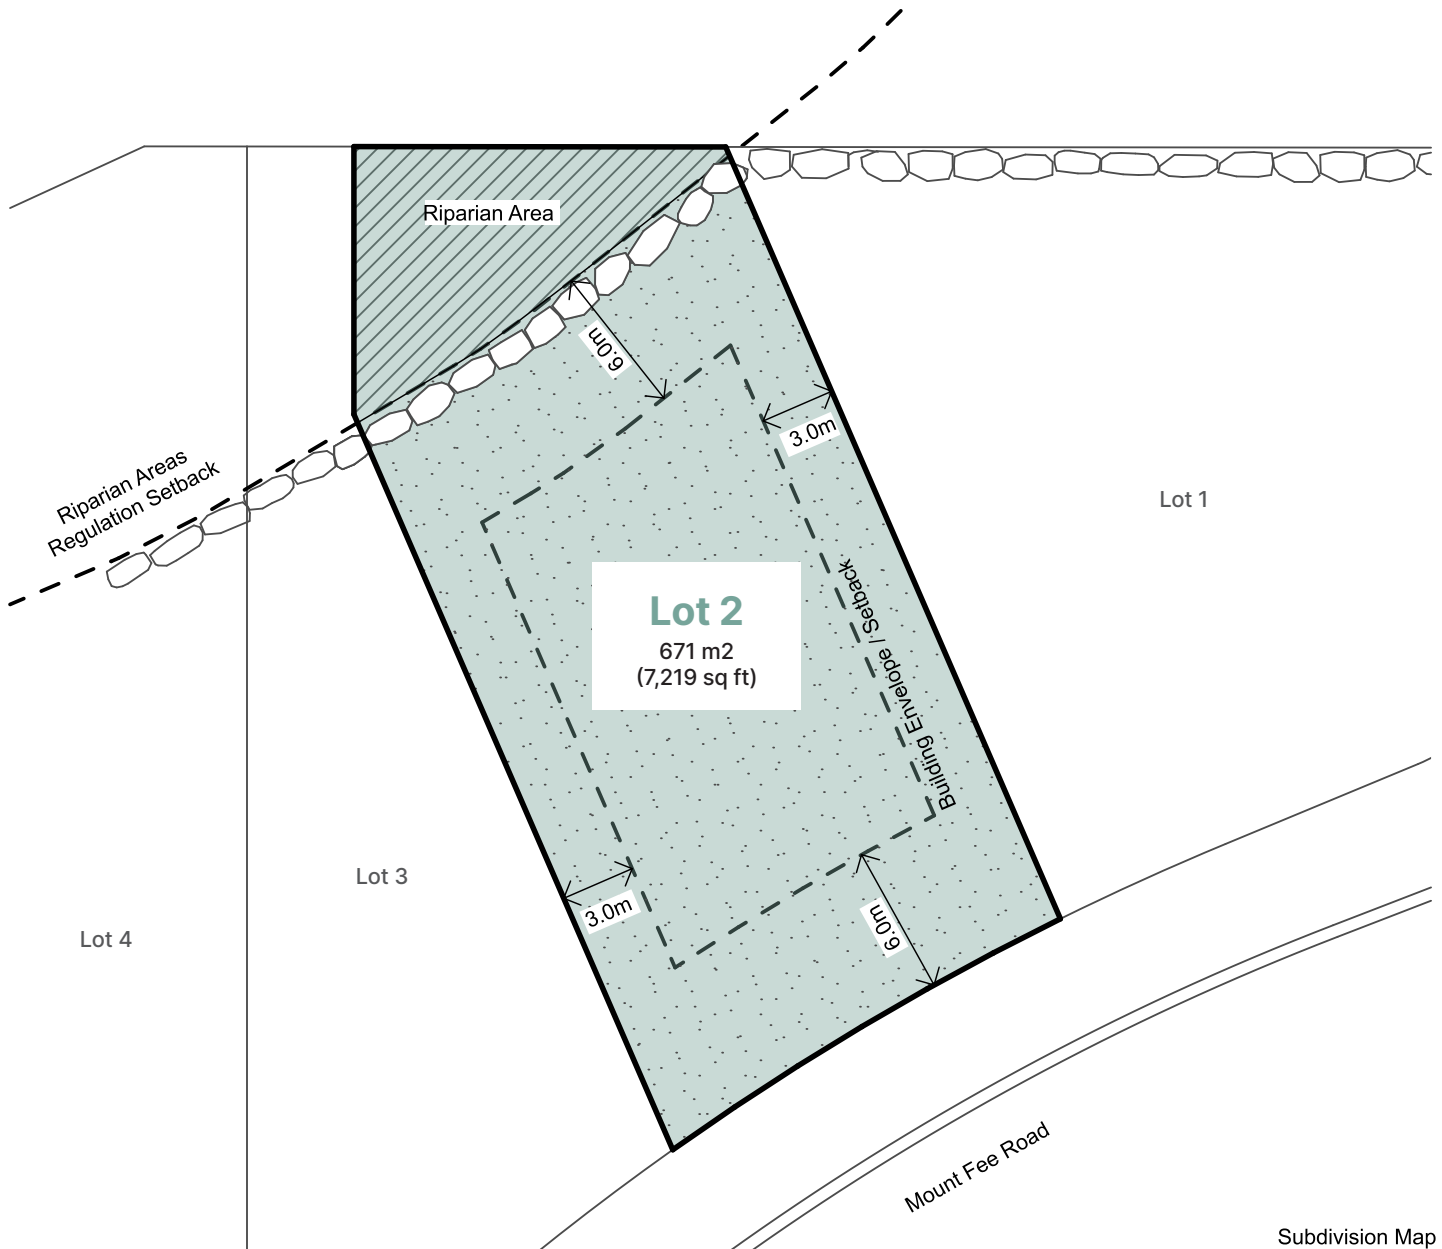 Riparian Area
6.0m
3.0m
Riparian Areas
Regulation Setback
Lot 1
Building Envelope / Setback
Lot 2
671 m2
(7,219 sq ft)
Lot 3
3.0m
6.0m
Lot 4
Mount Fee Road
Subdivision Map